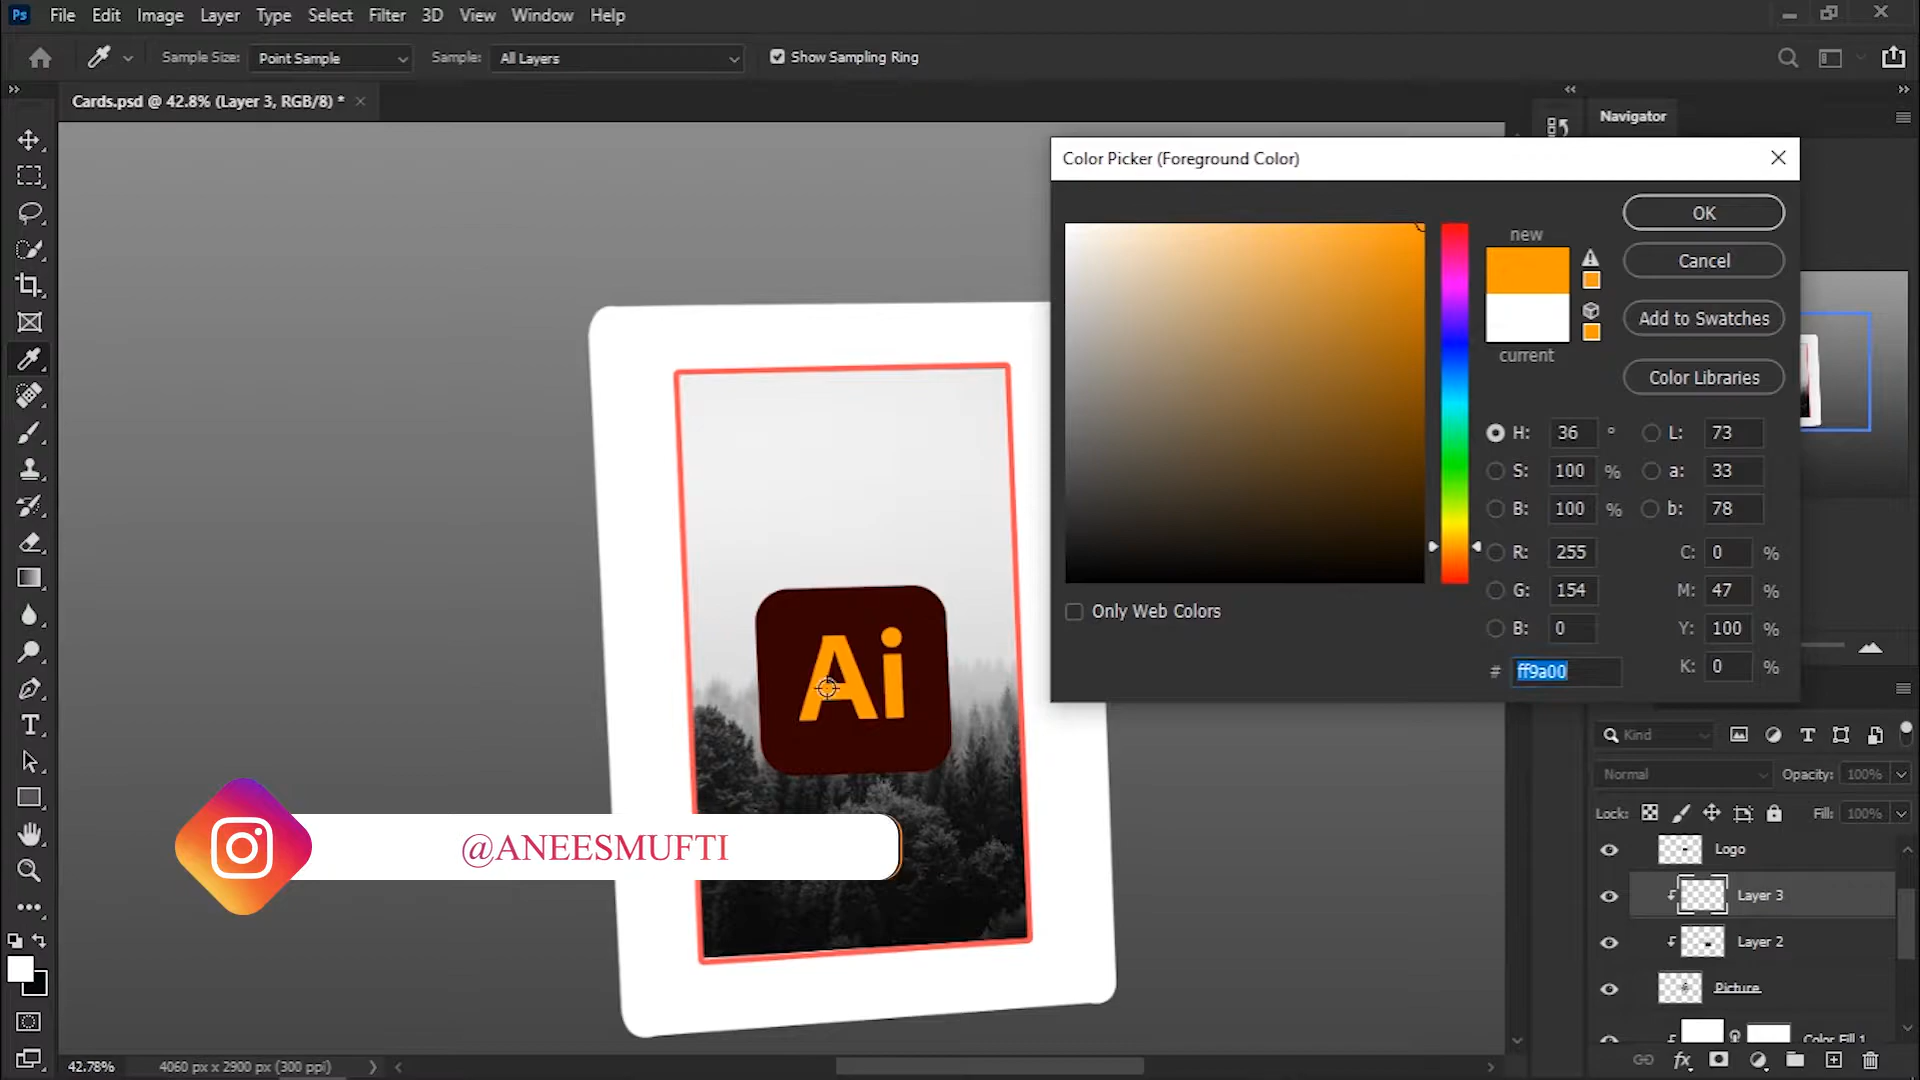 Ps File Edit Image Layer Type Select Filter 3D View Window Help
Sample Size: Point Sample Sample: All Layers Show Sampling Ring
Cards.psd @ 42.8% (Layer 3, RGB/8) *
Navigator
Color Picker (Foreground Color)
new
current
OK
Cancel
Add to Swatches
Color Libraries
H: 36 ° L: 73
S: 100 % a: 33
B: 100 % b: 78
R: 255 C: 0 %
G: 154 M: 47 %
B: 0 Y: 100 %
# ff9a00 K: 0 %
Only Web Colors
Ai
@ANEESMUFTI
Kind
Normal Opacity: 100%
Lock: Fill: 100%
Logo
Layer 3
Layer 2
Picture
Color Fill 1
42.78% 4060 px x 2900 px (300 ppi)